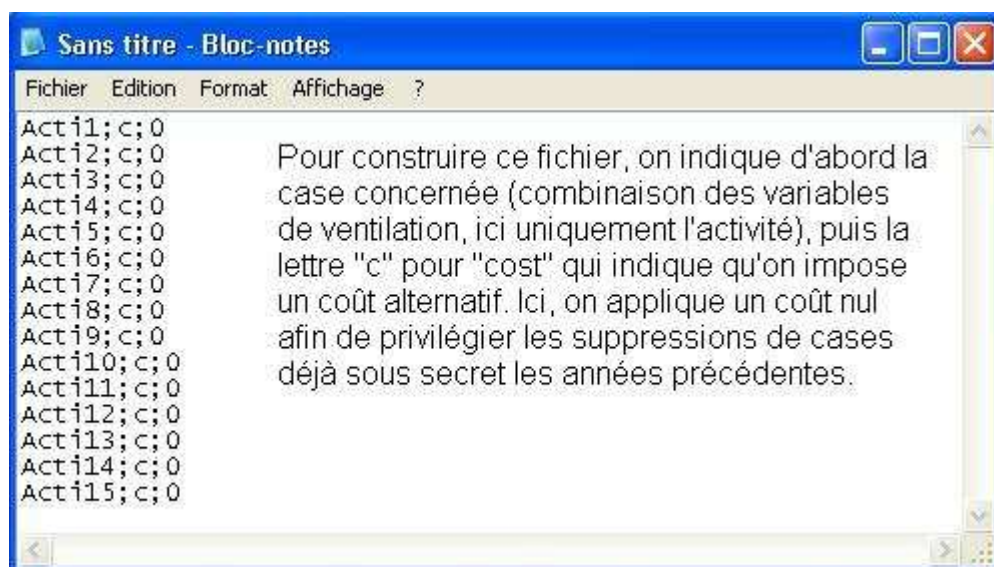 Sans titre - Bloc-notes
Fichier Edition Format Affichage ?
Acti1;c;0
Acti2;c;0
Acti3;c;0
Acti4;c;0
Acti5;c;0
Acti6;c;0
Acti7;c;0
Acti8;c;0
Acti9;c;0
Acti10;c;0
Acti11;c;0
Acti12;c;0
Acti13;c;0
Acti14;c;0
Acti15;c;0
Pour construire ce fichier, on indique d'abord la
case concernée (combinaison des variables
de ventilation, ici uniquement l'activité), puis la
lettre "c" pour "cost" qui indique qu'on impose
un coût alternatif. Ici, on applique un coût nul
afin de privilégier les suppressions de cases
déjà sous secret les années précédentes.